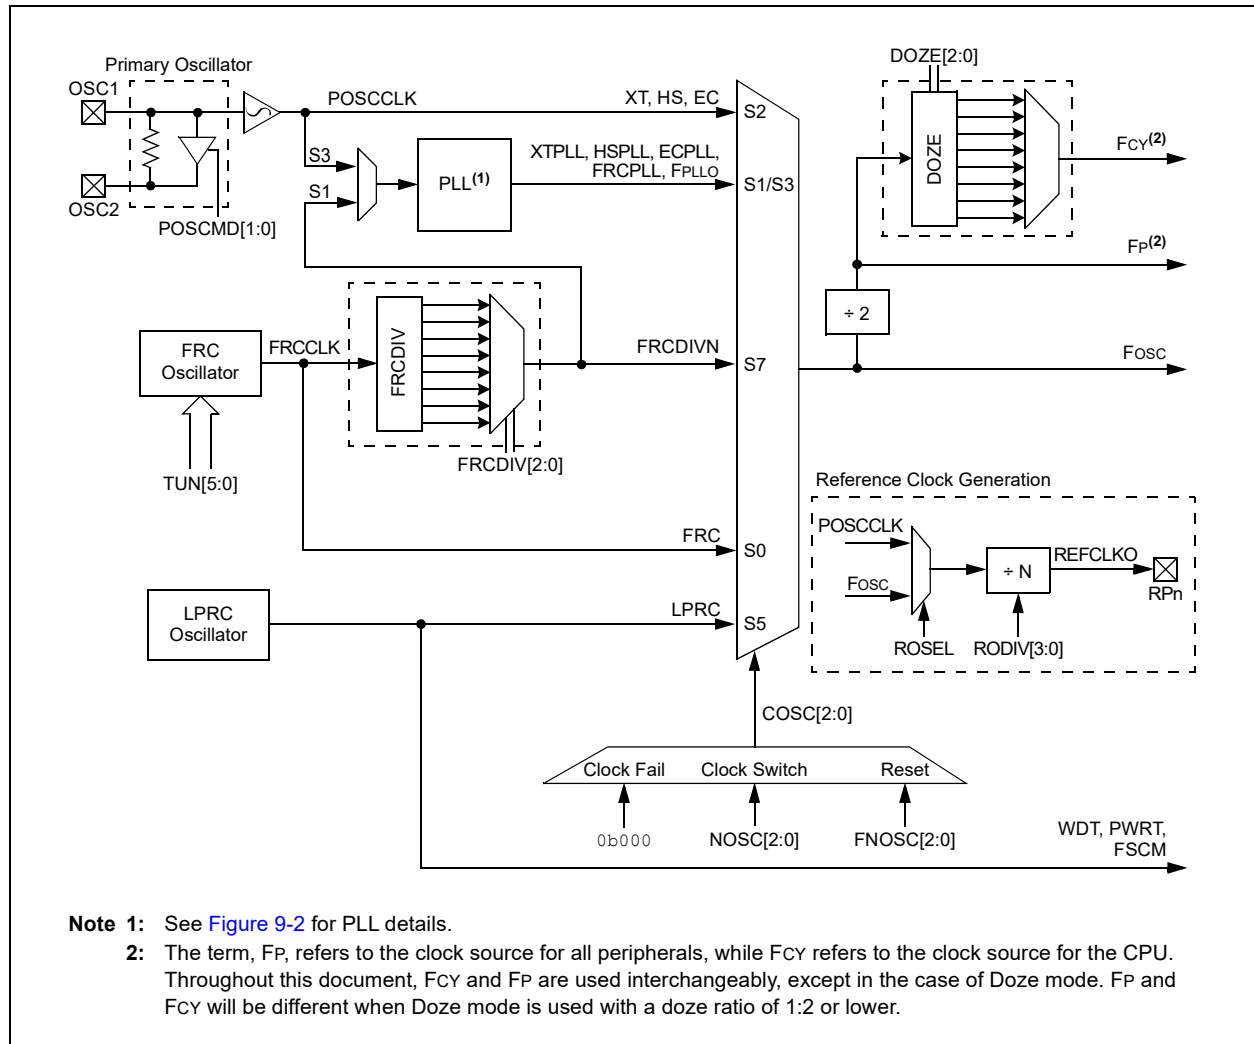 Primary Oscillator
OSC1
OSC2
POSCMD[1:0]
POSCCLK
XT, HS, EC
S2
S3
S1
PLL(1)
XTPLL, HSPLL, ECPLL,
FRCPLL, FPLLO
S1/S3
DOZE[2:0]
DOZE
FCY(2)
FP(2)
÷ 2
FOSC
FRC
Oscillator
FRCCLK
FRCDIV
FRCDIVN
S7
TUN[5:0]
FRCDIV[2:0]
FRC
S0
LPRC
Oscillator
LPRC
S5
Reference Clock Generation
POSCCLK
FOSC
÷ N
REFCLKO
RPn
ROSEL
RODIV[3:0]
COSC[2:0]
Clock Fail
Clock Switch
Reset
0b000
NOSC[2:0]
FNOSC[2:0]
WDT, PWRT,
FSCM
Note 1: See Figure 9-2 for PLL details.
2: The term, FP, refers to the clock source for all peripherals, while FCY refers to the clock source for the CPU.
Throughout this document, FCY and FP are used interchangeably, except in the case of Doze mode. FP and
FCY will be different when Doze mode is used with a doze ratio of 1:2 or lower.